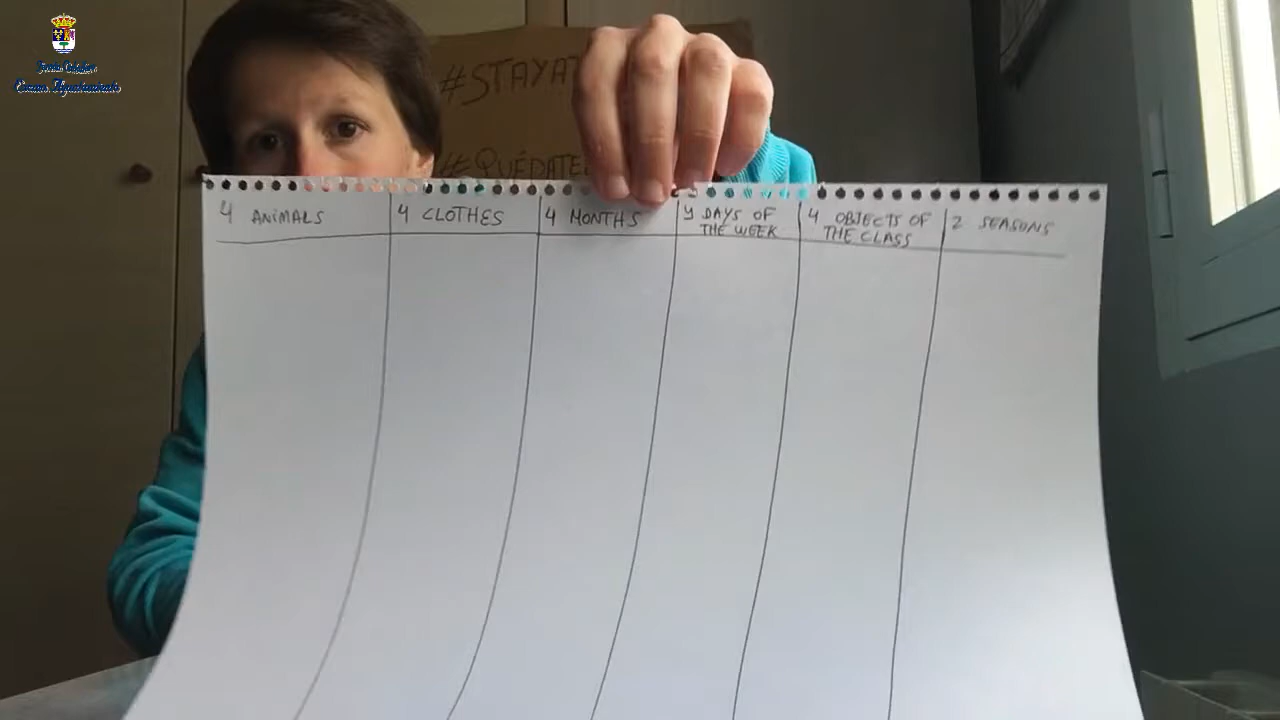 #STAYAT
#QUÉDATE
4 ANIMALS
4 CLOTHES
4 MONTHS
4 DAYS OF
THE WEEK
4 OBJECTS OF
THE CLASS
2 SEASONS